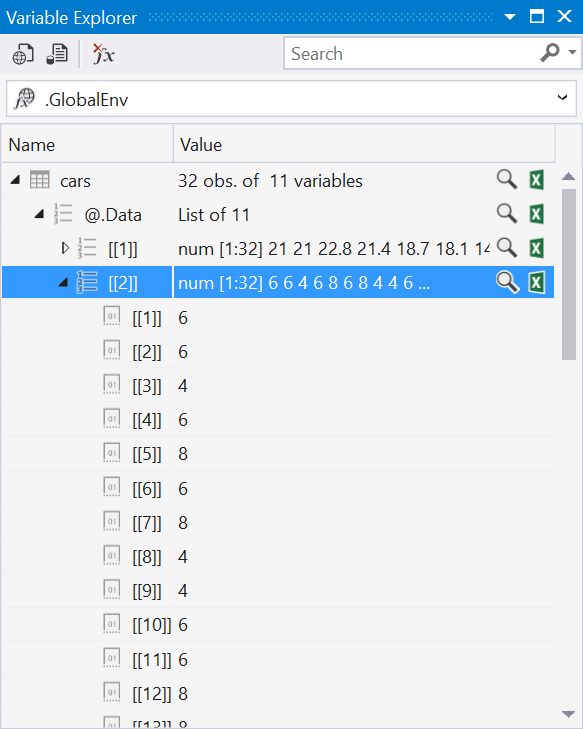 Variable Explorer
Search
.GlobalEnv
Name Value
cars 32 obs. of 11 variables
@.Data List of 11
[[1]] num [1:32] 21 21 22.8 21.4 18.7 18.1 14
[[2]] num [1:32] 6 6 4 6 8 6 8 4 4 6 ...
[[1]] 6
[[2]] 6
[[3]] 4
[[4]] 6
[[5]] 8
[[6]] 6
[[7]] 8
[[8]] 4
[[9]] 4
[[10]] 6
[[11]] 6
[[12]] 8
[[13]] 8